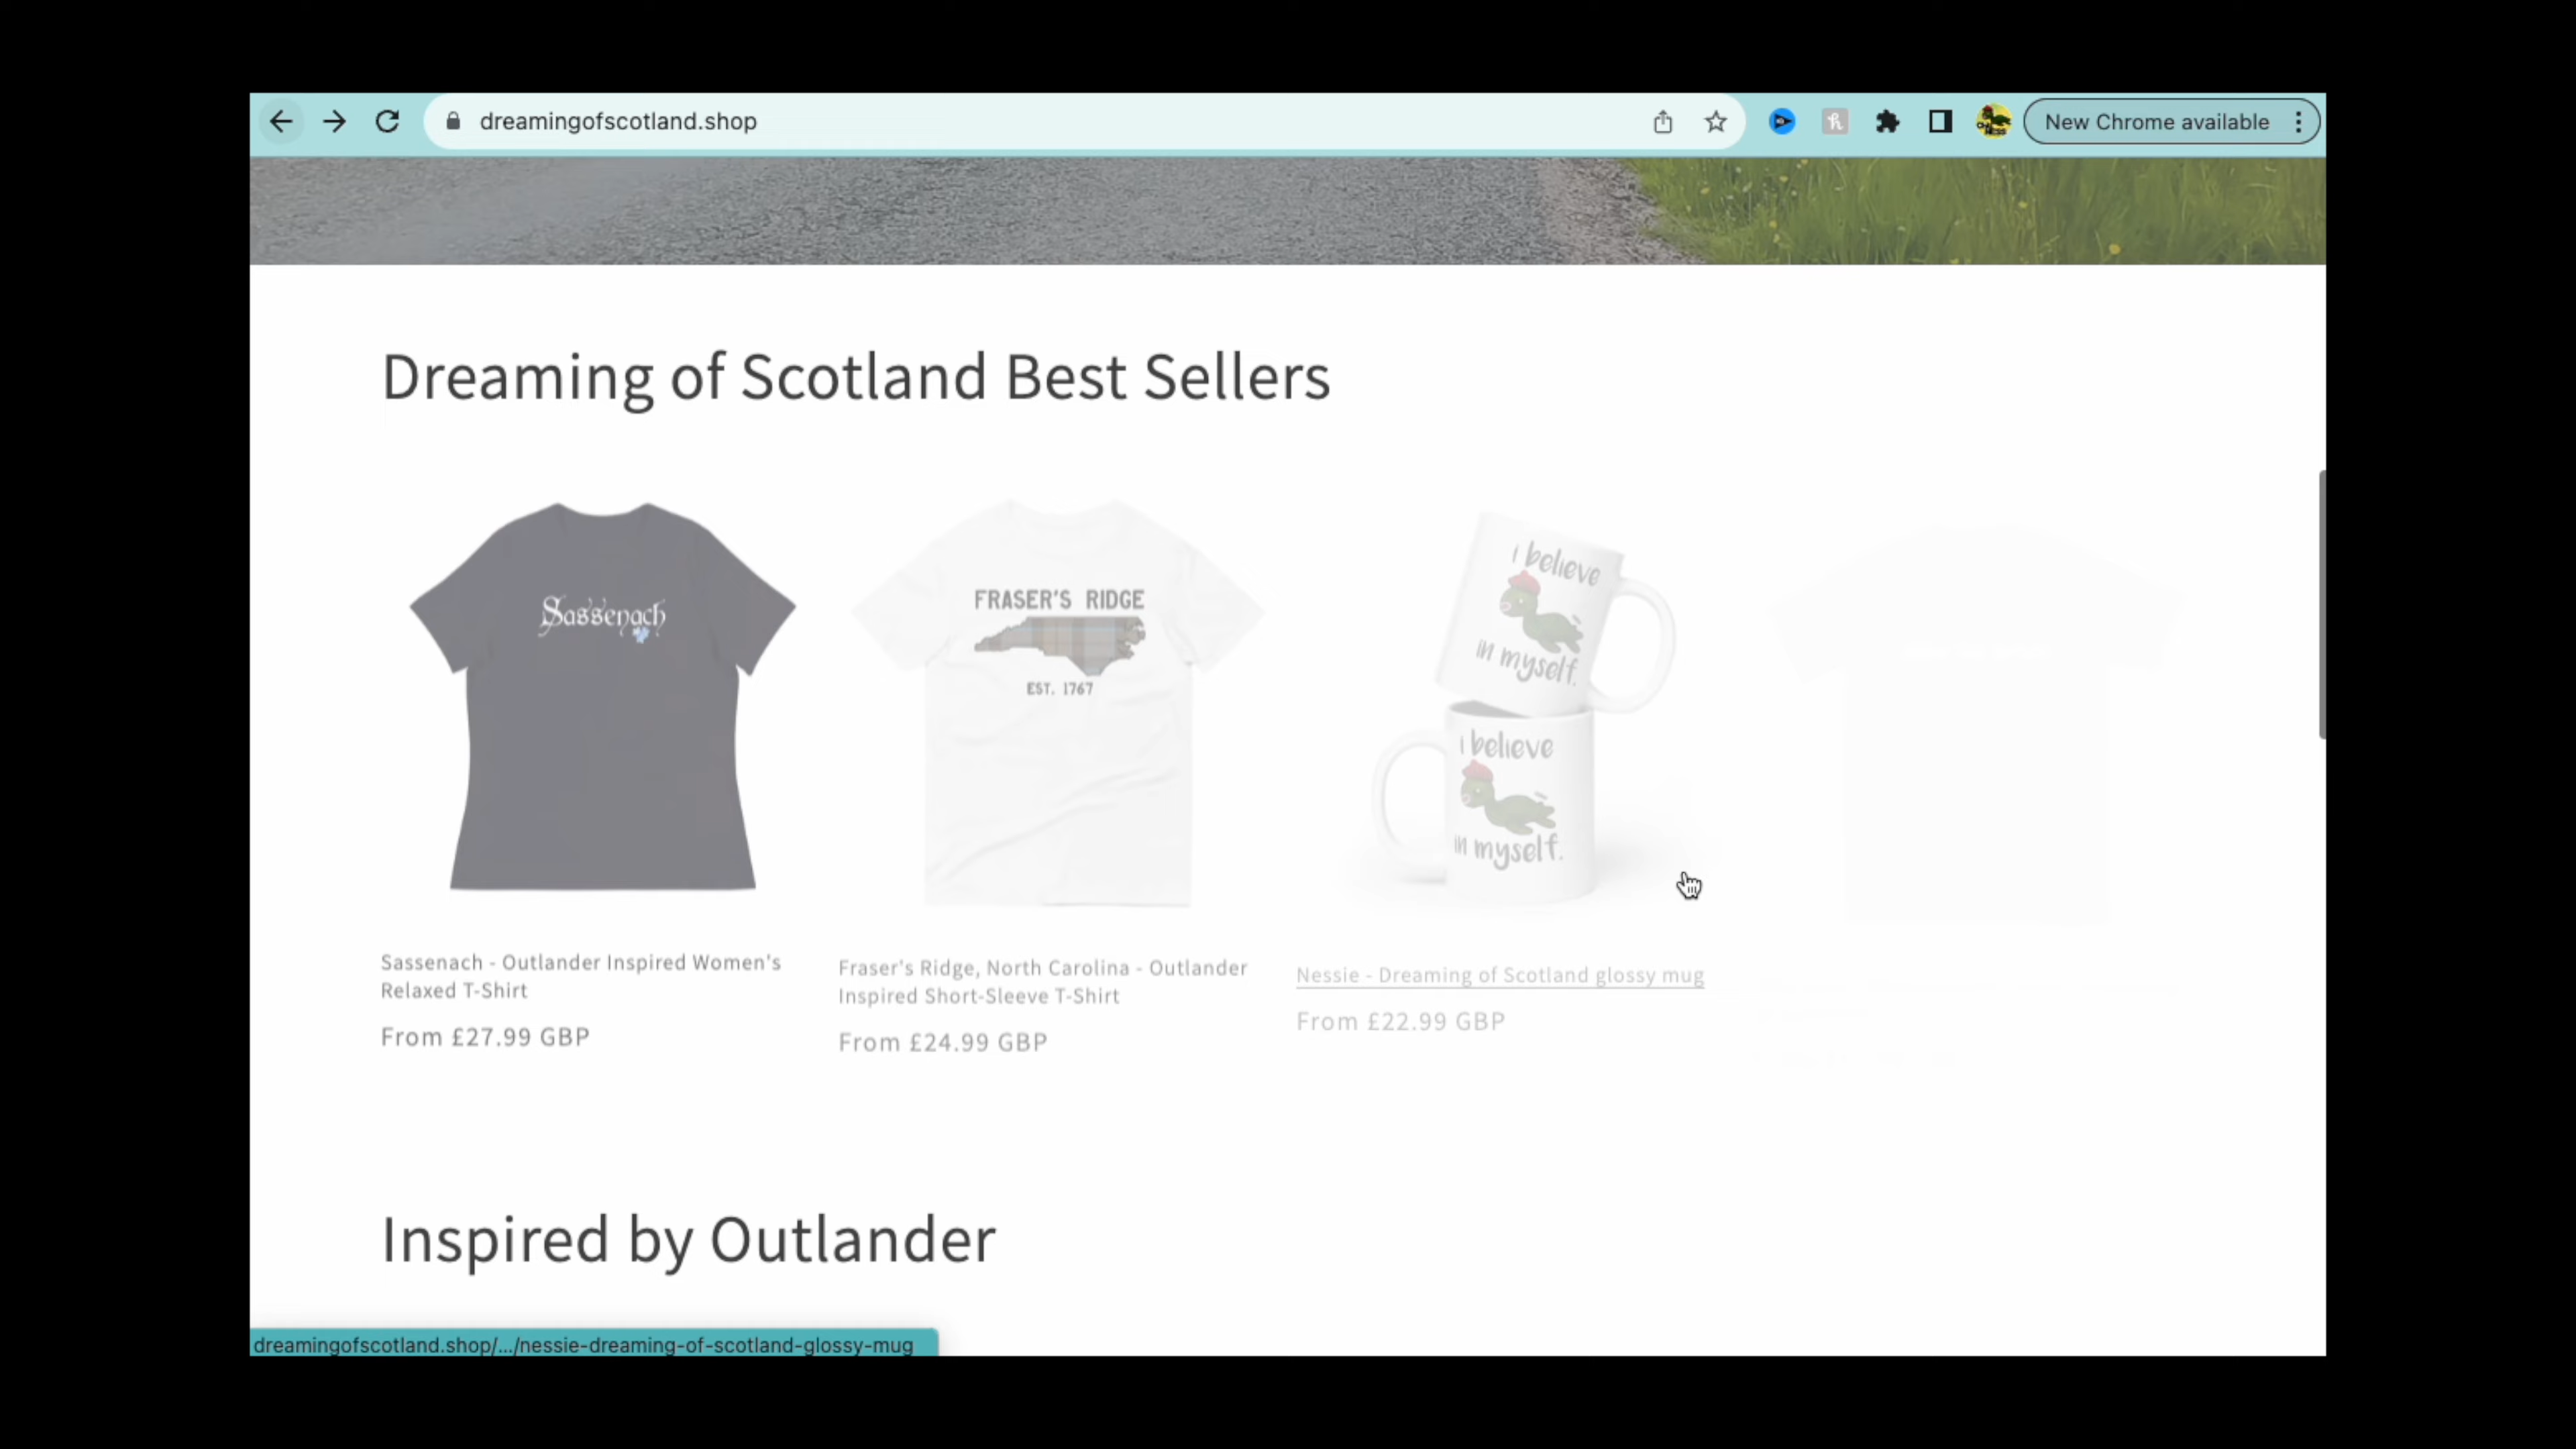 dreamingofscotland.shop
New Chrome available
Dreaming of Scotland Best Sellers
Sassenach
FRASER'S RIDGE
EST. 1767
i believe
in myself.
i believe
in myself.
Sassenach - Outlander Inspired Women's
Relaxed T-Shirt
From £27.99 GBP
Fraser's Ridge, North Carolina - Outlander
Inspired Short-Sleeve T-Shirt
From £24.99 GBP
Nessie - Dreaming of Scotland glossy mug
From £22.99 GBP
Inspired by Outlander
dreamingofscotland.shop/.../nessie-dreaming-of-scotland-glossy-mug